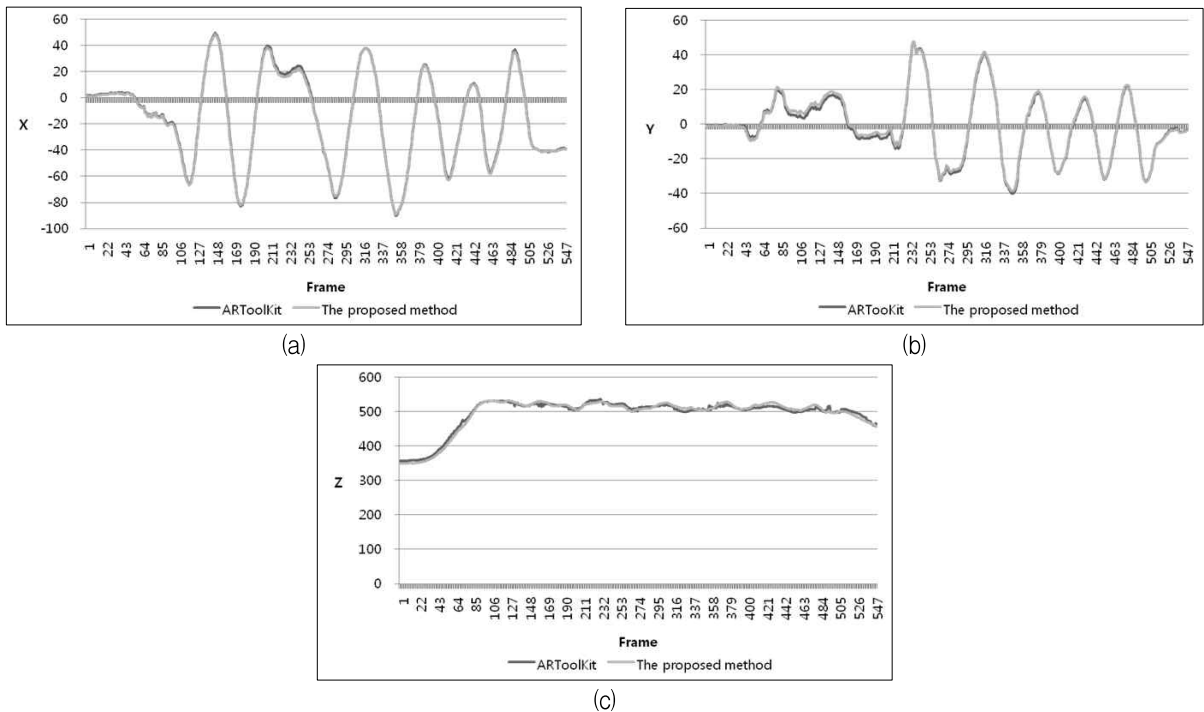 60
40
20
0
-20
-40
-60
-80
-100
X
1 22 43 64 85 106 127 148 169 190 211 232 253 274 295 316 337 358 379 400 421 442 463 484 505 526 547
Frame
ARToolKit The proposed method
(a)
60
40
20
0
-20
-40
-60
Y
1 22 43 64 85 106 127 148 169 190 211 232 253 274 295 316 337 358 379 400 421 442 463 484 505 526 547
Frame
ARTooKit The proposed method
(b)
600
500
400
300
200
100
0
Z
1 22 43 64 85 106 127 148 169 190 211 232 253 274 295 316 337 358 379 400 421 442 463 484 505 526 547
Frame
ARToolKit The proposed method
(c)